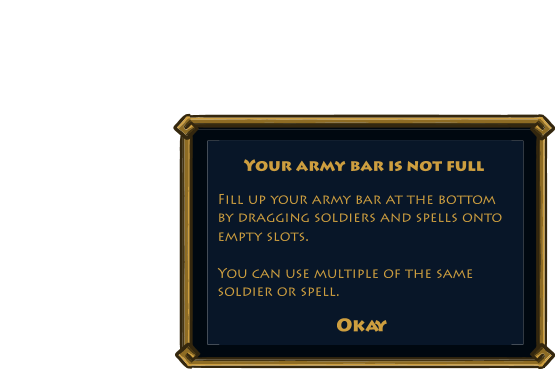 Your army bar is not full
Fill up your army bar at the bottom
by dragging soldiers and spells onto
empty slots.
You can use multiple of the same
soldier or spell.
Okay